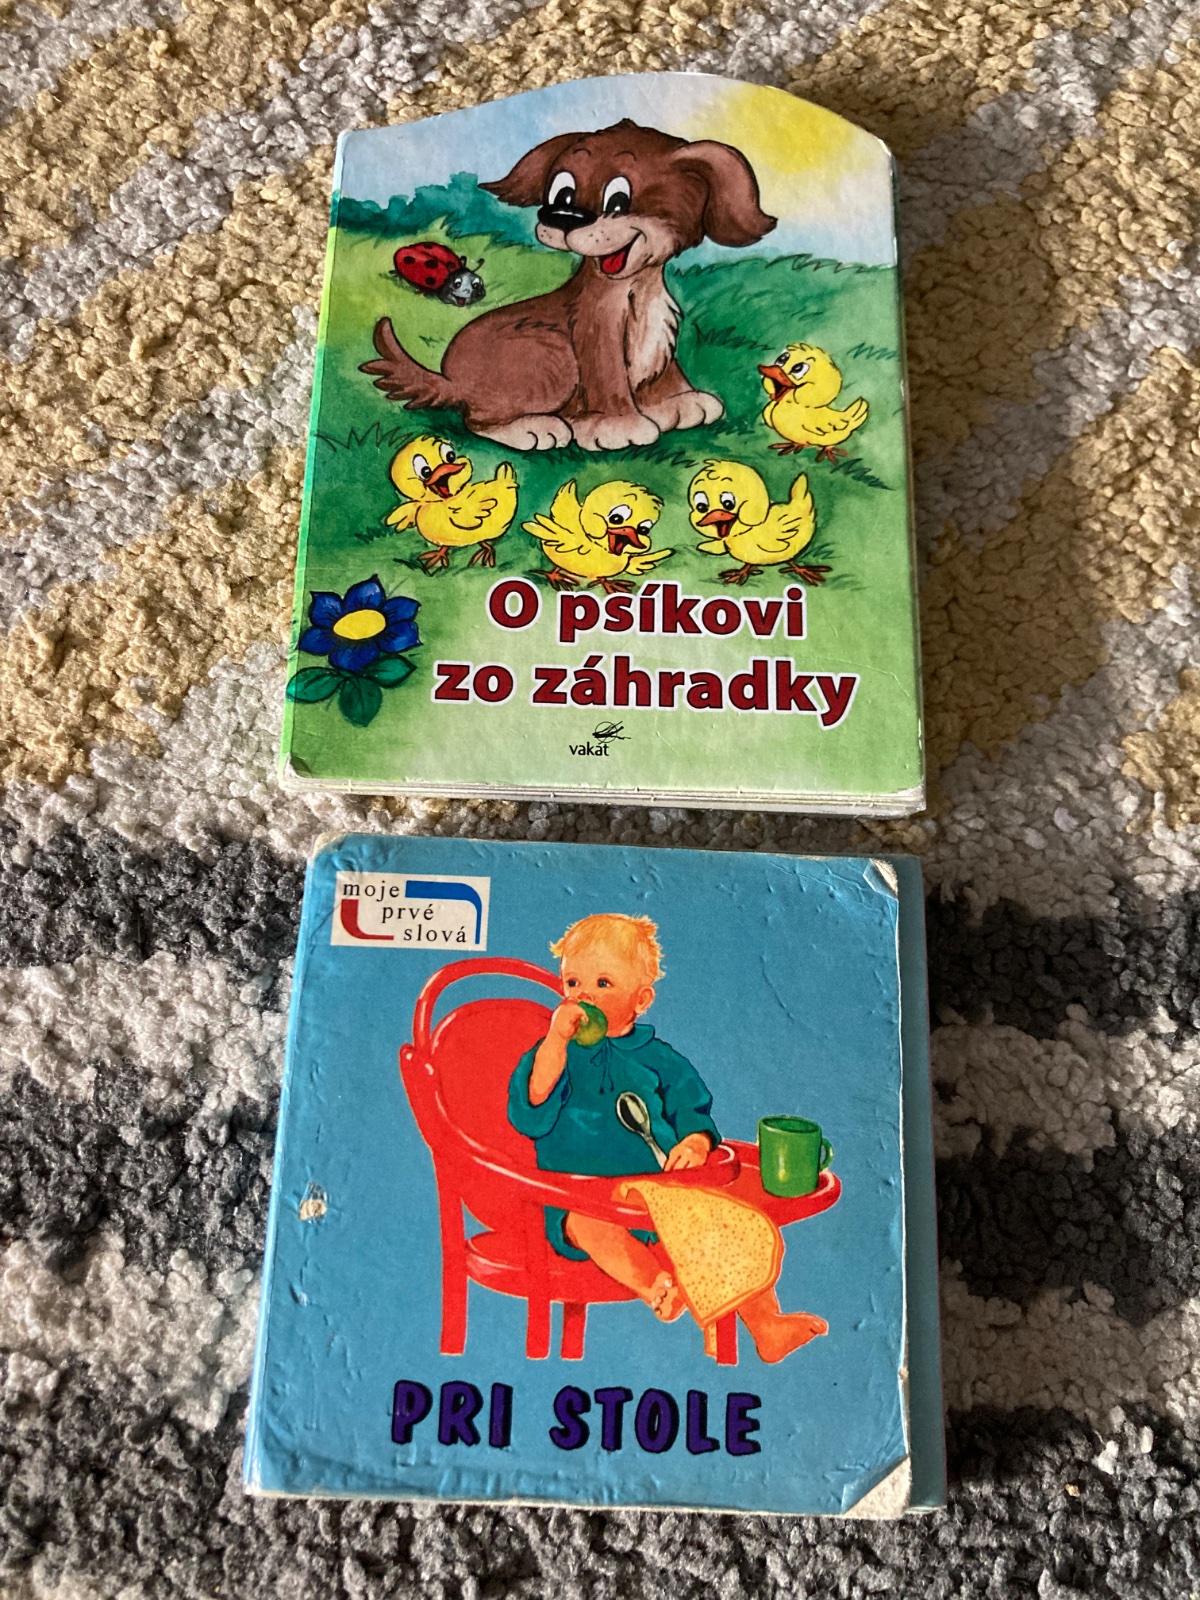 O psíkovi
zo záhradky
vakát
moje
prvé
slová
PRI STOLE